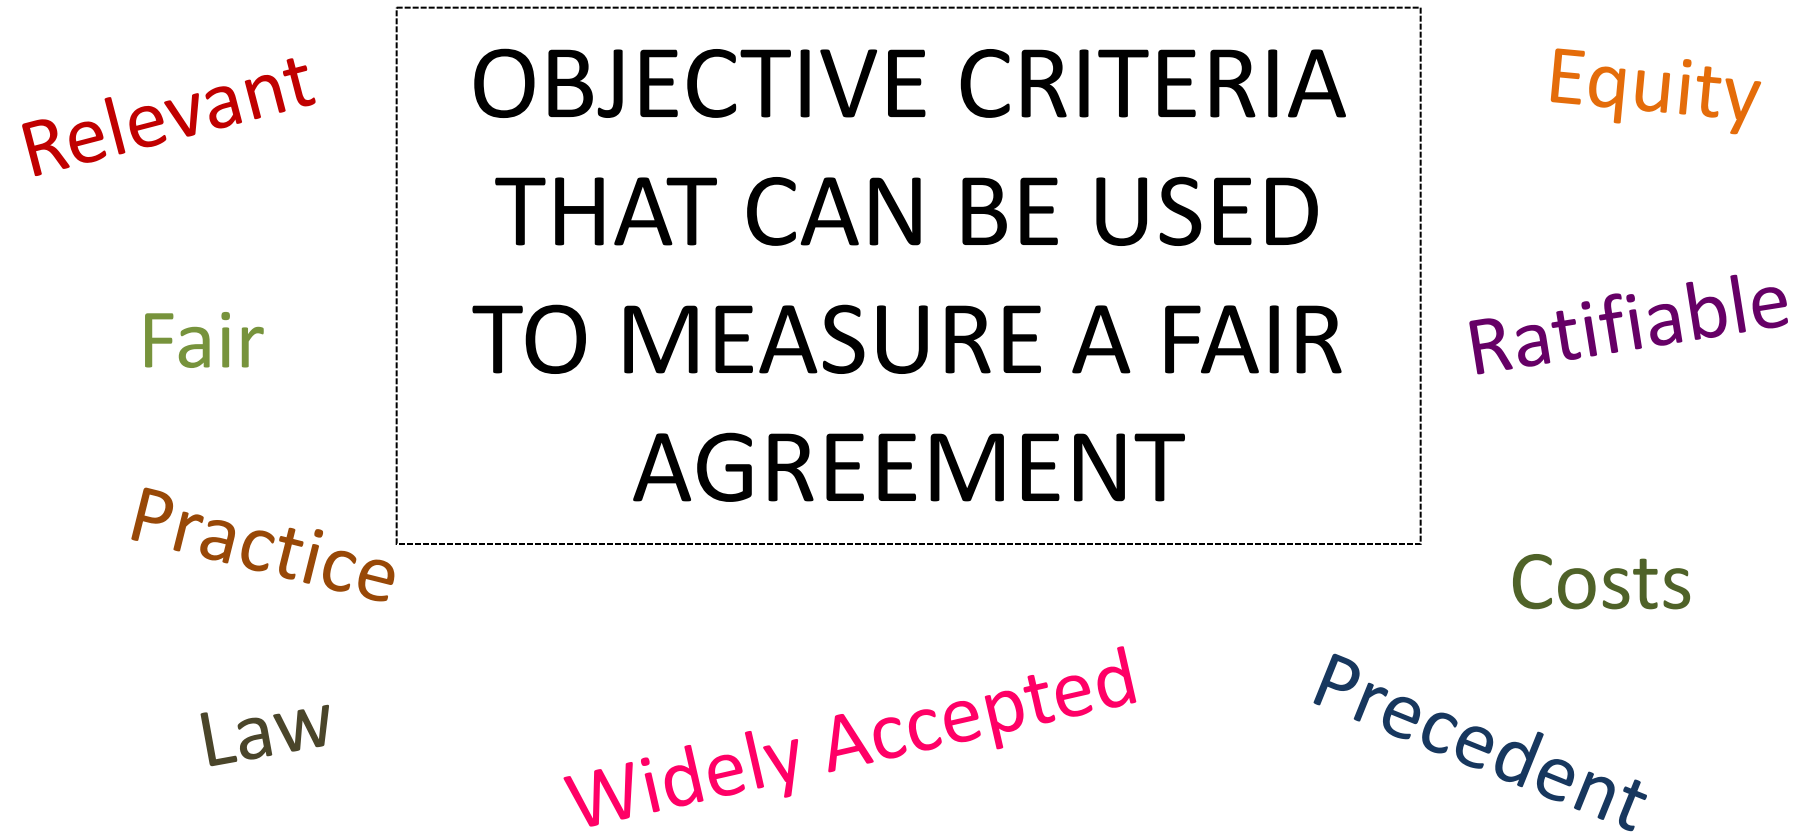 OBJECTIVE CRITERIA
THAT CAN BE USED
TO MEASURE A FAIR
AGREEMENT
Relevant
Equity
Fair
Ratifiable
Practice
Costs
Law
Widely Accepted
Precedent